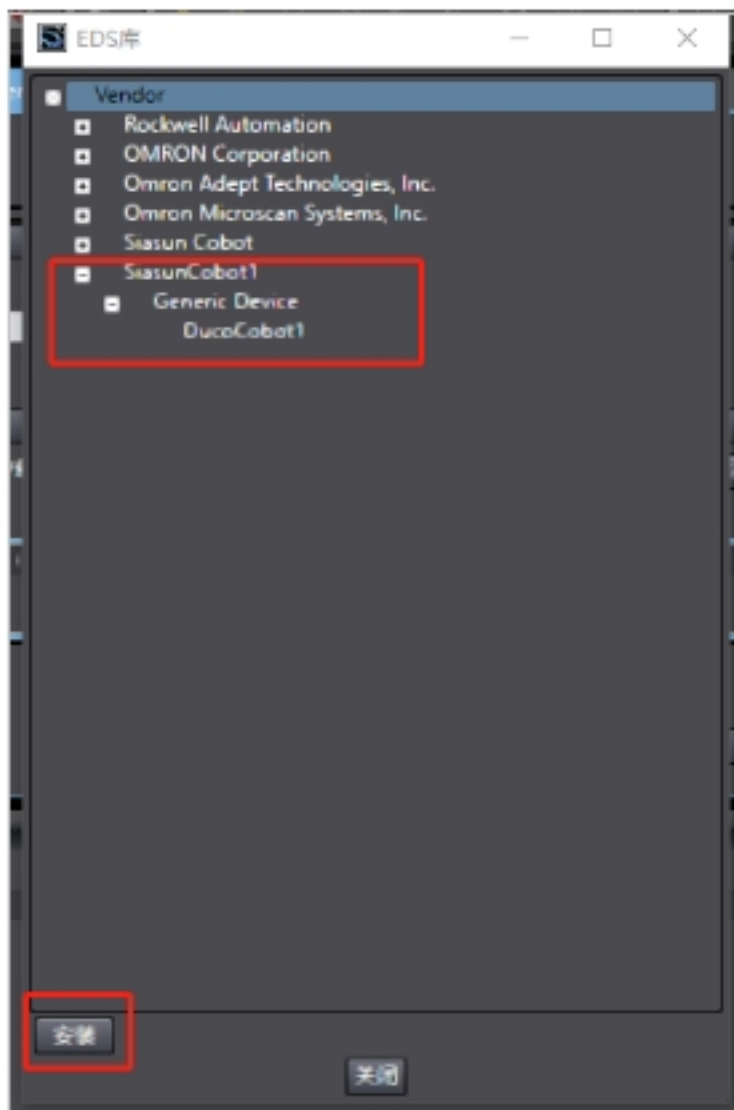 EDS库
Vendor
Rockwell Automation
OMRON Corporation
Omron Adept Technologies, Inc.
Omron Microscan Systems, Inc.
Siasun Cobot
SiasunCobot1
Generic Device
DucoCobot1
安装
关闭